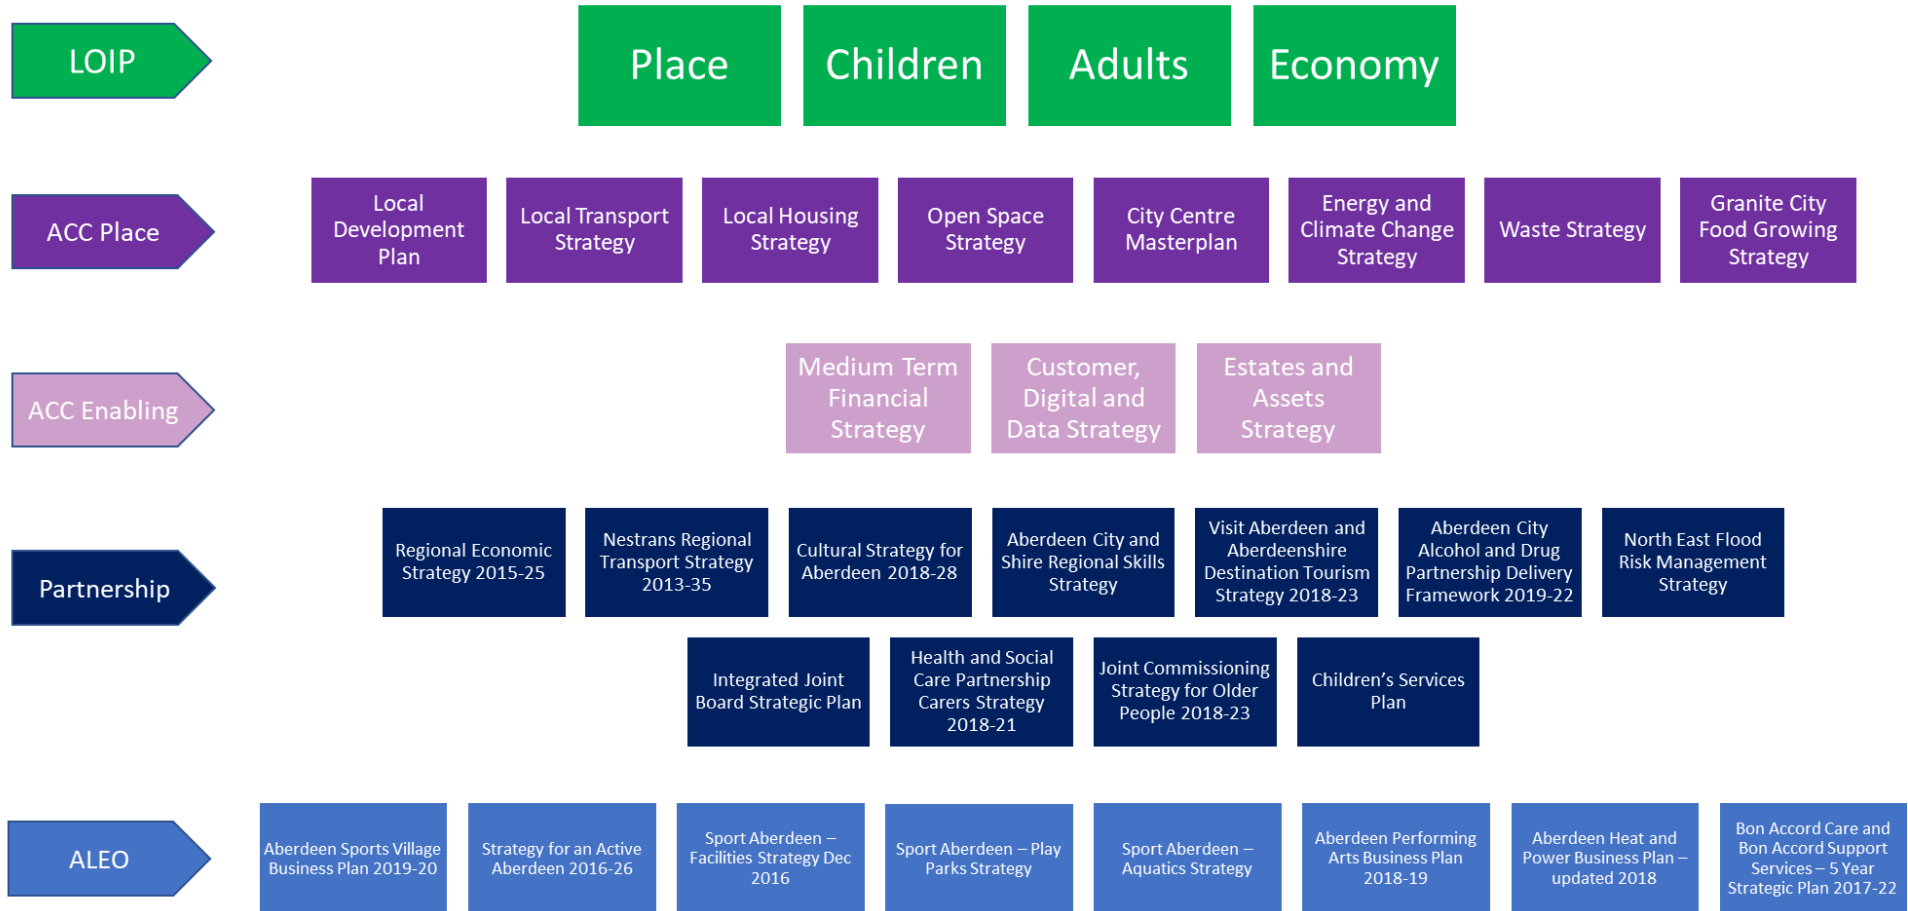 LOIP
Place
Children
Adults
Economy
ACC Place
Local
Development
Plan
Local Transport
Strategy
Local Housing
Strategy
Open Space
Strategy
City Centre
Masterplan
Energy and
Climate Change
Strategy
Waste Strategy
Granite City
Food Growing
Strategy
ACC Enabling
Medium Term
Financial
Strategy
Customer,
Digital and
Data Strategy
Estates and
Assets
Strategy
Partnership
Regional Economic
Strategy 2015-25
Nestrans Regional
Transport Strategy
2013-35
Cultural Strategy for
Aberdeen 2018-28
Aberdeen City and
Shire Regional Skills
Strategy
Visit Aberdeen and
Aberdeenshire
Destination Tourism
Strategy 2018-23
Aberdeen City
Alcohol and Drug
Partnership Delivery
Framework 2019-22
North East Flood
Risk Management
Strategy
Integrated Joint
Board Strategic Plan
Health and Social
Care Partnership
Carers Strategy
2018-21
Joint Commissioning
Strategy for Older
People 2018-23
Children’s Services
Plan
ALEO
Aberdeen Sports Village
Business Plan 2019-20
Strategy for an Active
Aberdeen 2016-26
Sport Aberdeen –
Facilities Strategy Dec
2016
Sport Aberdeen – Play
Parks Strategy
Sport Aberdeen –
Aquatics Strategy
Aberdeen Performing
Arts Business Plan
2018-19
Aberdeen Heat and
Power Business Plan –
updated 2018
Bon Accord Care and
Bon Accord Support
Services – 5 Year
Strategic Plan 2017-22